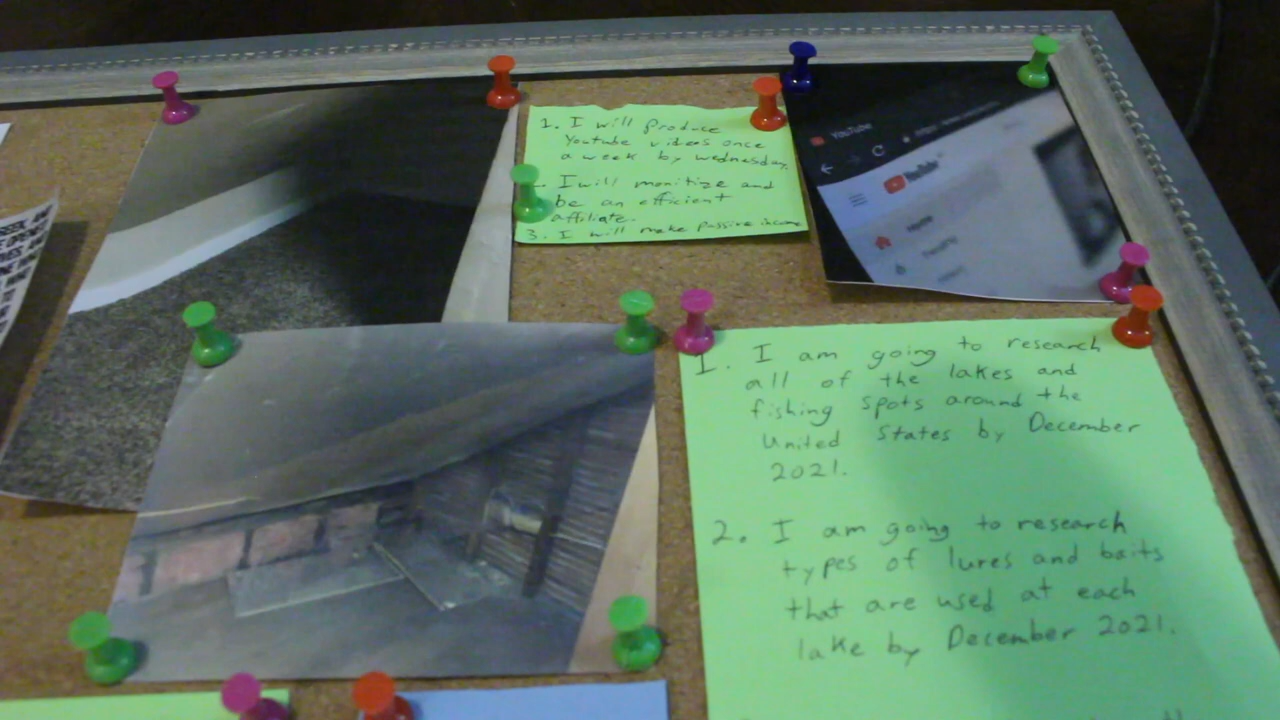 1. I will produce
Youtube videos once
a week by wednesday.
I will monitize and
be an efficient
affiliate.
3. I will make passive income
YouTube
YouTube
Home
1. I am going to research
all of the lakes and
fishing spots around the
United States by December
2021.
2. I am going to research
types of lures and baits
that are used at each
lake by December 2021.